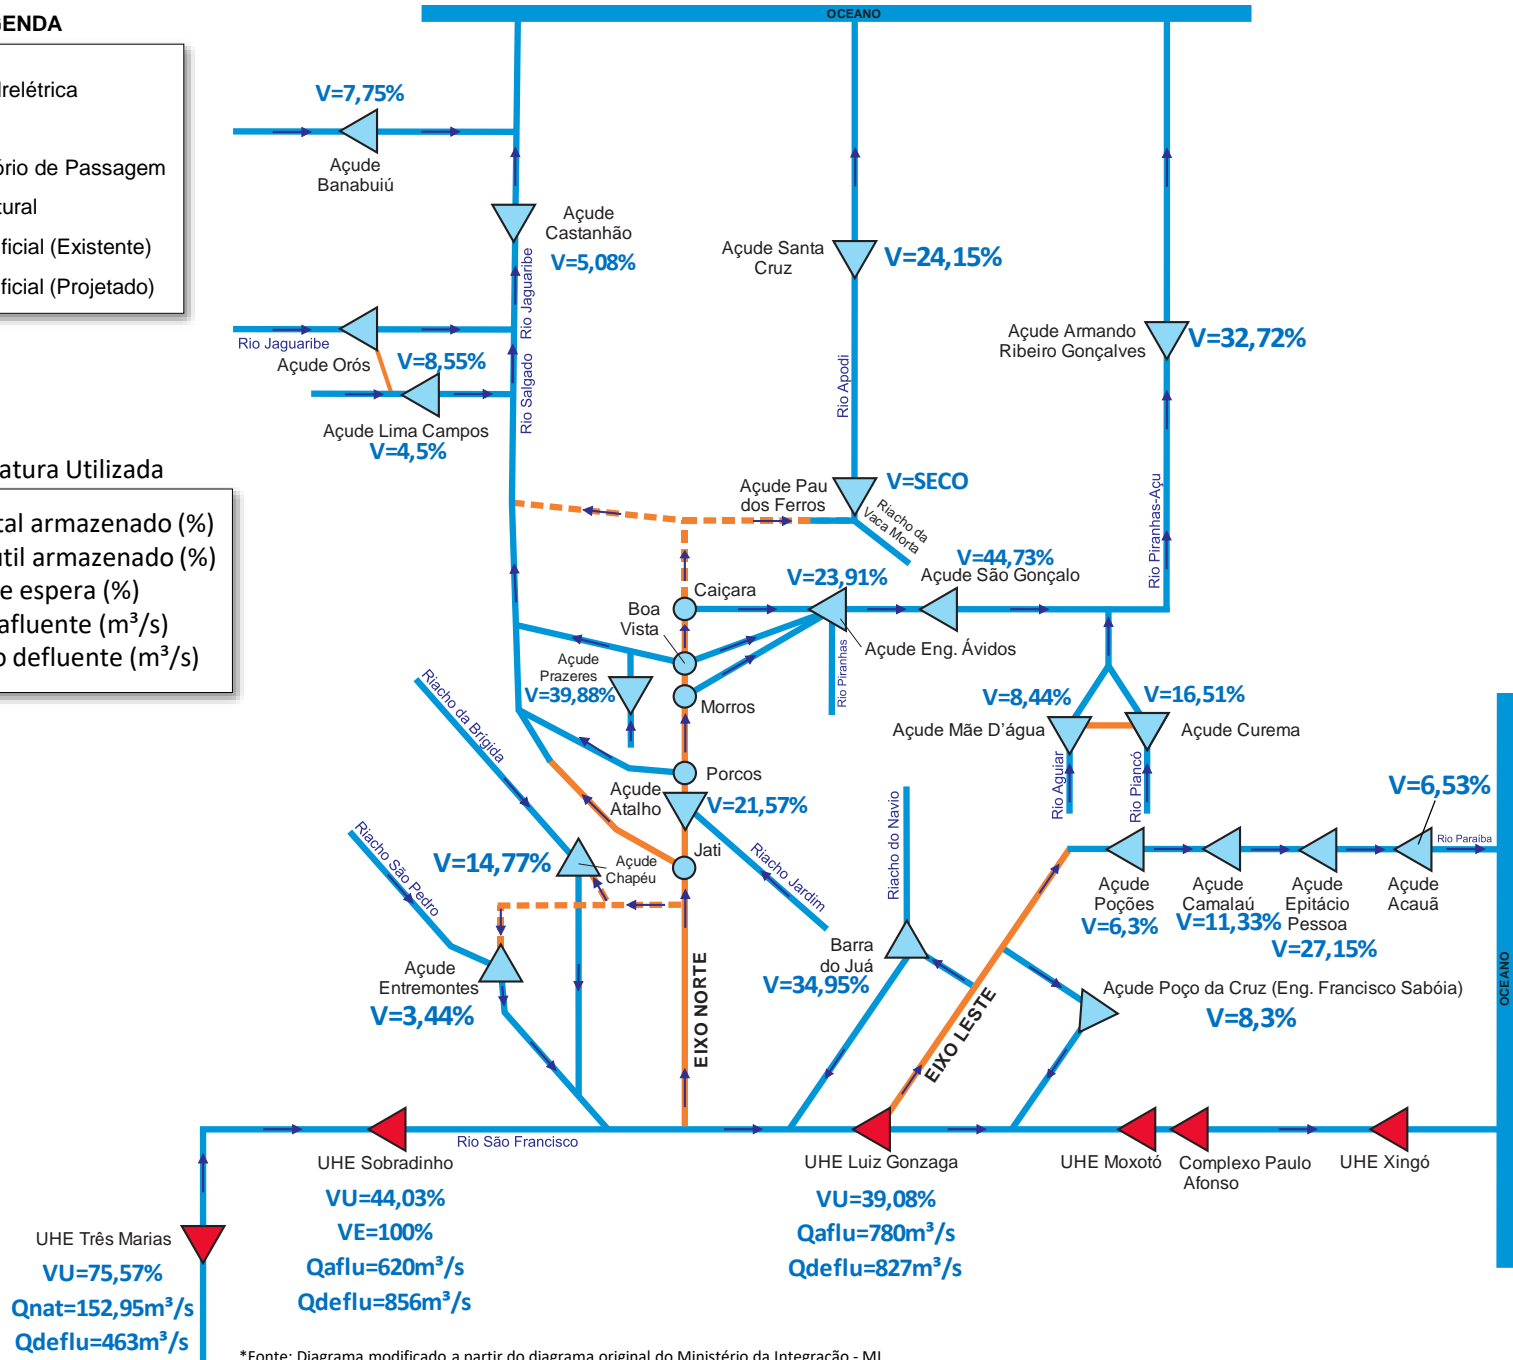 OCEANO
GENDA
drelétrica
ório de Passagem
tural
ificial (Existente)
ificial (Projetado)
V=7,75%
Açude
Banabuiú
Açude
Castanhão
V=5,08%
Rio Jaguaribe
Açude Santa
Cruz
V=24,15%
Açude Armando
Ribeiro Gonçalves
V=32,72%
Rio Jaguaribe
Açude Orós
V=8,55%
Rio Salgado
Rio Apodi
Açude Lima Campos
V=4,5%
atura Utilizada
tal armazenado (%)
útil armazenado (%)
e espera (%)
afluente (m³/s)
o defluente (m³/s)
Açude Pau
dos Ferros
V=SECO
Riacho da
Vaca Morta
Rio Piranhas-Açu
V=44,73%
Açude São Gonçalo
V=23,91%
Caiçara
Boa
Vista
Açude Eng. Ávidos
Rio Piranhas
Açude
Prazeres
V=39,88%
Morros
Riacho da Brigida
V=8,44%
Açude Mãe D'água
V=16,51%
Açude Curema
Rio Aguiar
Rio Piancó
Porcos
Açude
Atalho
V=21,57%
V=6,53%
Rio Paraiba
Riacho São Pedro
V=14,77%
Açude
Chapéu
Jati
Riacho Jardim
Riacho do Navio
Açude
Poções
V=6,3%
Açude
Camalaú
V=11,33%
Açude
Epitácio
Pessoa
V=27,15%
Açude
Acauã
Açude
Entremontes
V=3,44%
EIXO NORTE
Barra
do Juá
V=34,95%
EIXO LESTE
Açude Poço da Cruz (Eng. Francisco Sabóia)
V=8,3%
OCEANO
Rio São Francisco
UHE Sobradinho
VU=44,03%
VE=100%
Qaflu=620m³/s
Qdeflu=856m³/s
UHE Luiz Gonzaga
VU=39,08%
Qaflu=780m³/s
Qdeflu=827m³/s
UHE Moxotó
Complexo Paulo
Afonso
UHE Xingó
UHE Três Marias
VU=75,57%
Qnat=152,95m³/s
Qdeflu=463m³/s
*Fonte: Diagrama modificado a partir do diagrama original do Ministério da Integração - MI